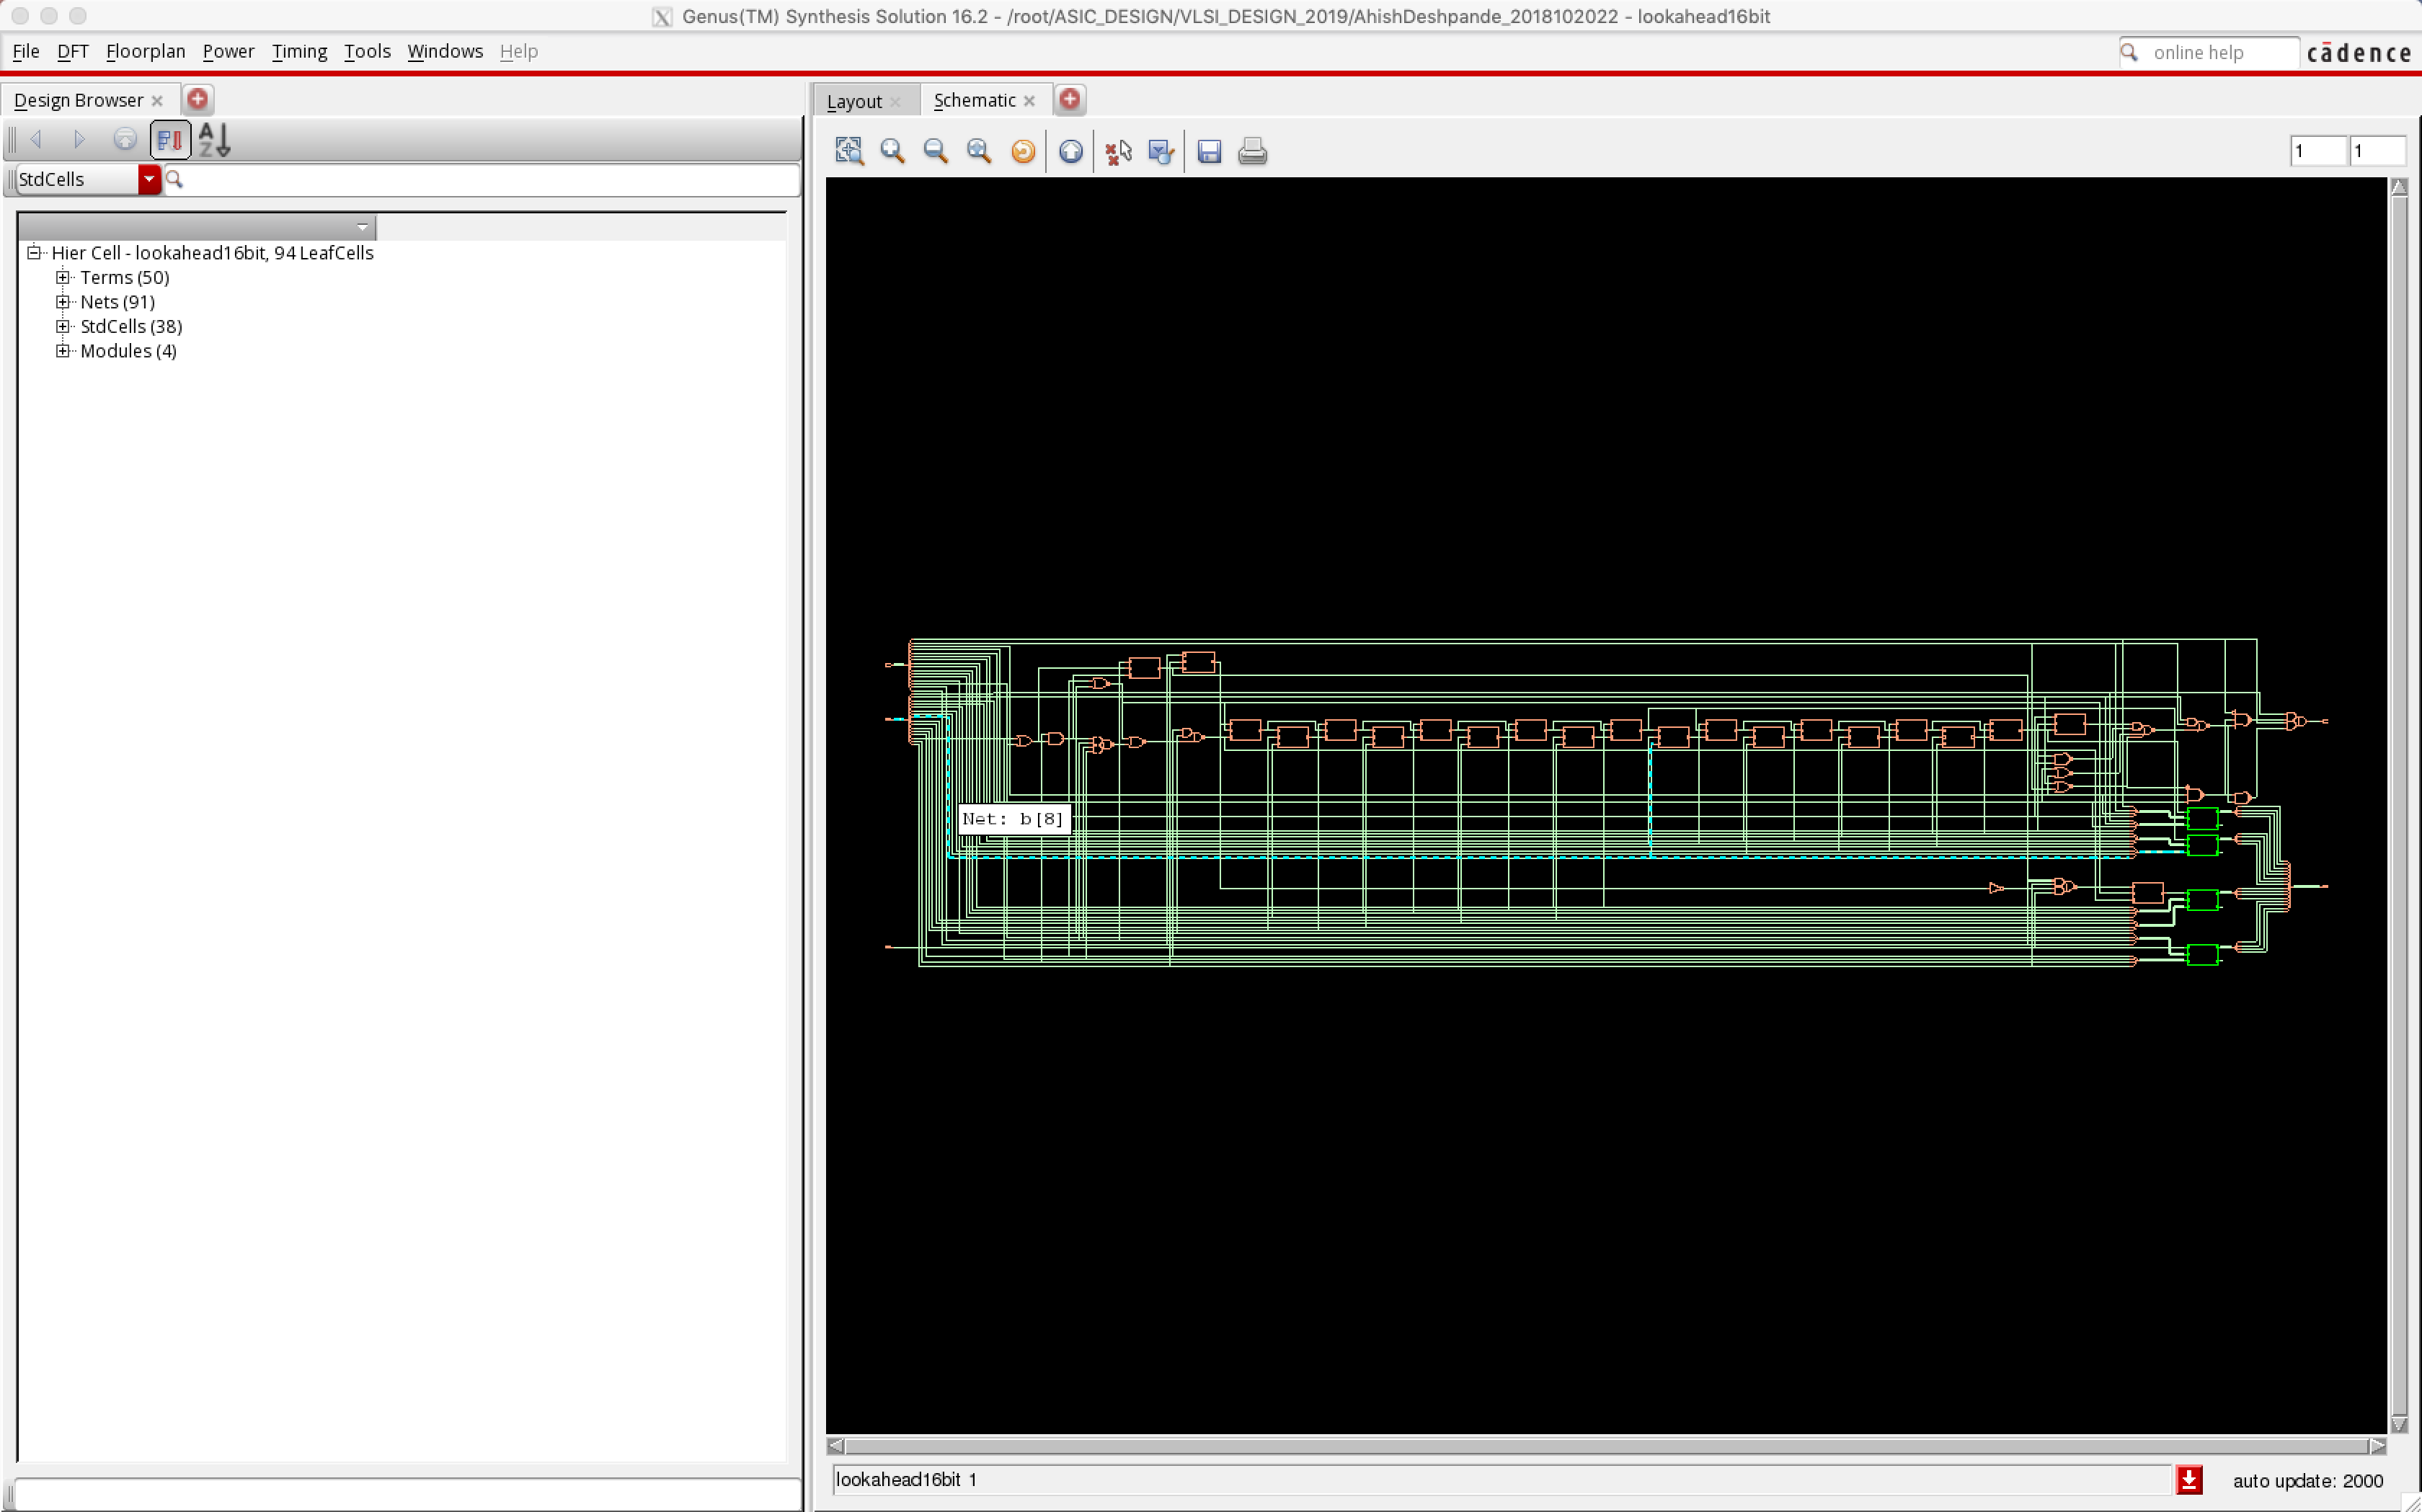 Genus(TM) Synthesis Solution 16.2 - /root/ASIC_DESIGN/VLSI_DESIGN_2019/AhishDeshpande_2018102022 - lookahead16bit
File DFT Floorplan Power Timing Tools Windows Help
online help
cādence
Design Browser
Layout
Schematic
1
1
StdCells
Hier Cell - lookahead16bit, 94 LeafCells
Terms (50)
Nets (91)
StdCells (38)
Modules (4)
Net: b[8]
lookahead16bit 1
auto update: 2000